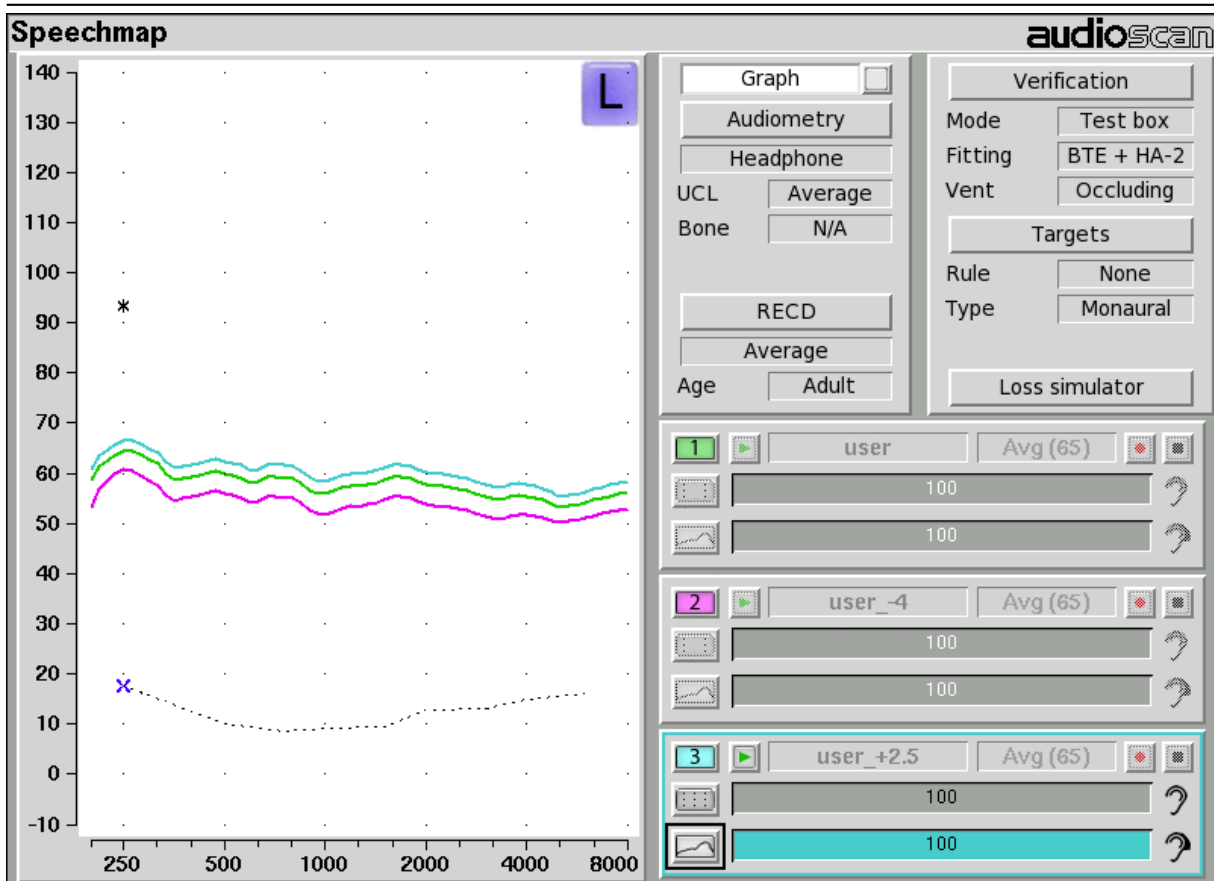 Speechmap
audioscan
140
130
120
110
100
90
80
70
60
50
40
30
20
10
0
-10
L
250 500 1000 2000 4000 8000
Graph
Audiometry
Headphone
UCL Average
Bone N/A
RECD
Average
Age Adult
Verification
Mode Test box
Fitting BTE + HA-2
Vent Occluding
Targets
Rule None
Type Monaural
Loss simulator
1 user Avg (65)
100
100
2 user_-4 Avg (65)
100
100
3 user_+2.5 Avg (65)
100
100